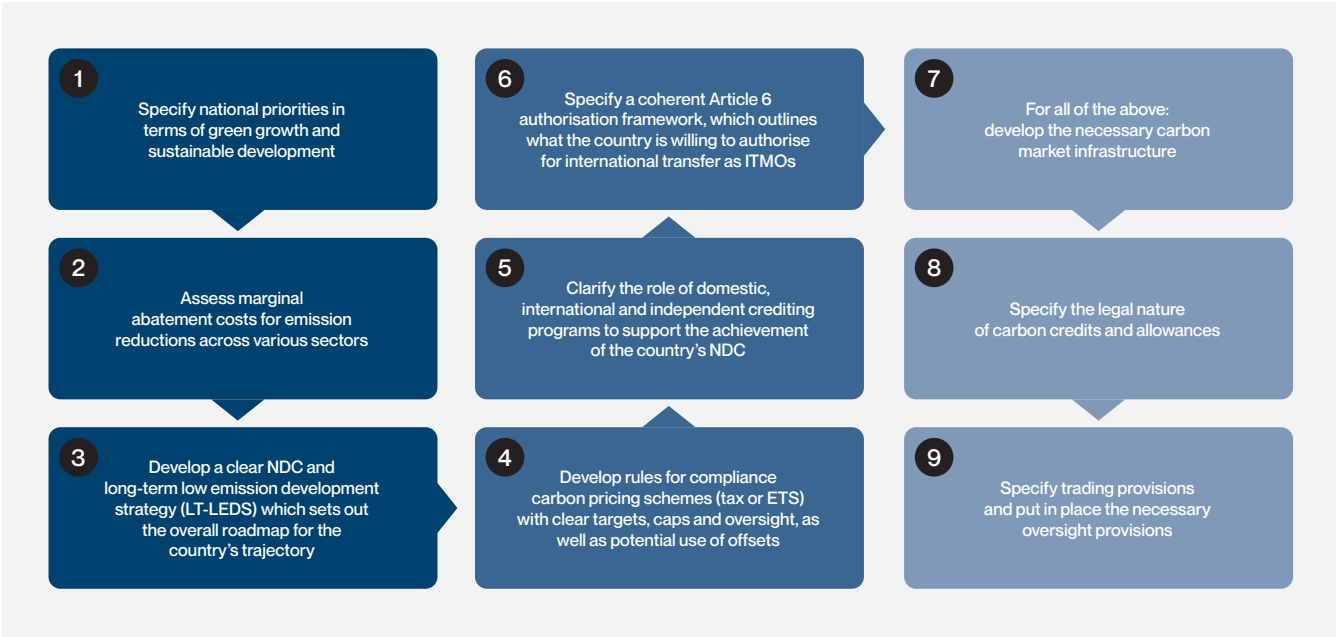 1
Specify national priorities in
terms of green growth and
sustainable development
2
Assess marginal
abatement costs for emission
reductions across various sectors
3
Develop a clear NDC and
long-term low emission development
strategy (LT-LEDS) which sets out
the overall roadmap for the
country's trajectory
4
Develop rules for compliance
carbon pricing schemes (tax or ETS)
with clear targets, caps and oversight, as
well as potential use of offsets
5
Clarify the role of domestic,
international and independent crediting
programs to support the achievement
of the country's NDC
6
Specify a coherent Article 6
authorisation framework, which outlines
what the country is willing to authorise
for international transfer as ITMOs
7
For all of the above:
develop the necessary carbon
market infrastructure
8
Specify the legal nature
of carbon credits and allowances
9
Specify trading provisions
and put in place the necessary
oversight provisions